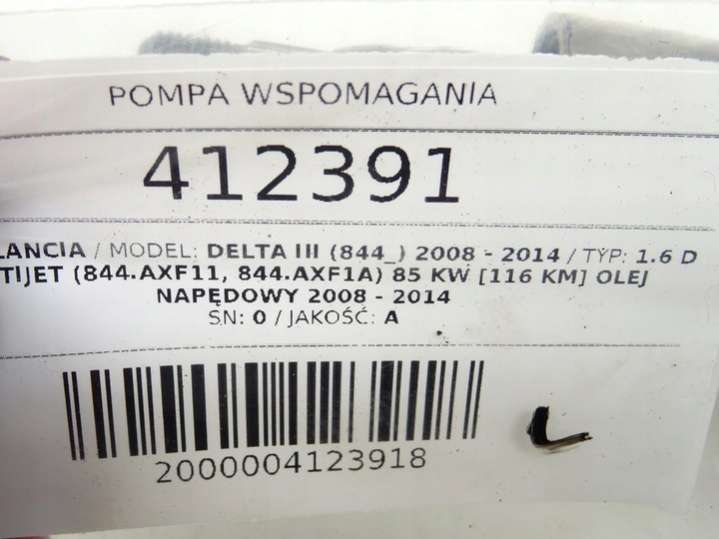 POMPA WSPOMAGANIA
412391
LANCIA / MODEL: DELTA III (844_) 2008 - 2014 / TYP: 1.6 D
TIJET (844.AXF11, 844.AXF1A) 85 KW [116 KM] OLEJ
NAPĘDOWY 2008 - 2014
SN: 0 / JAKOŚĆ: A
2000004123918